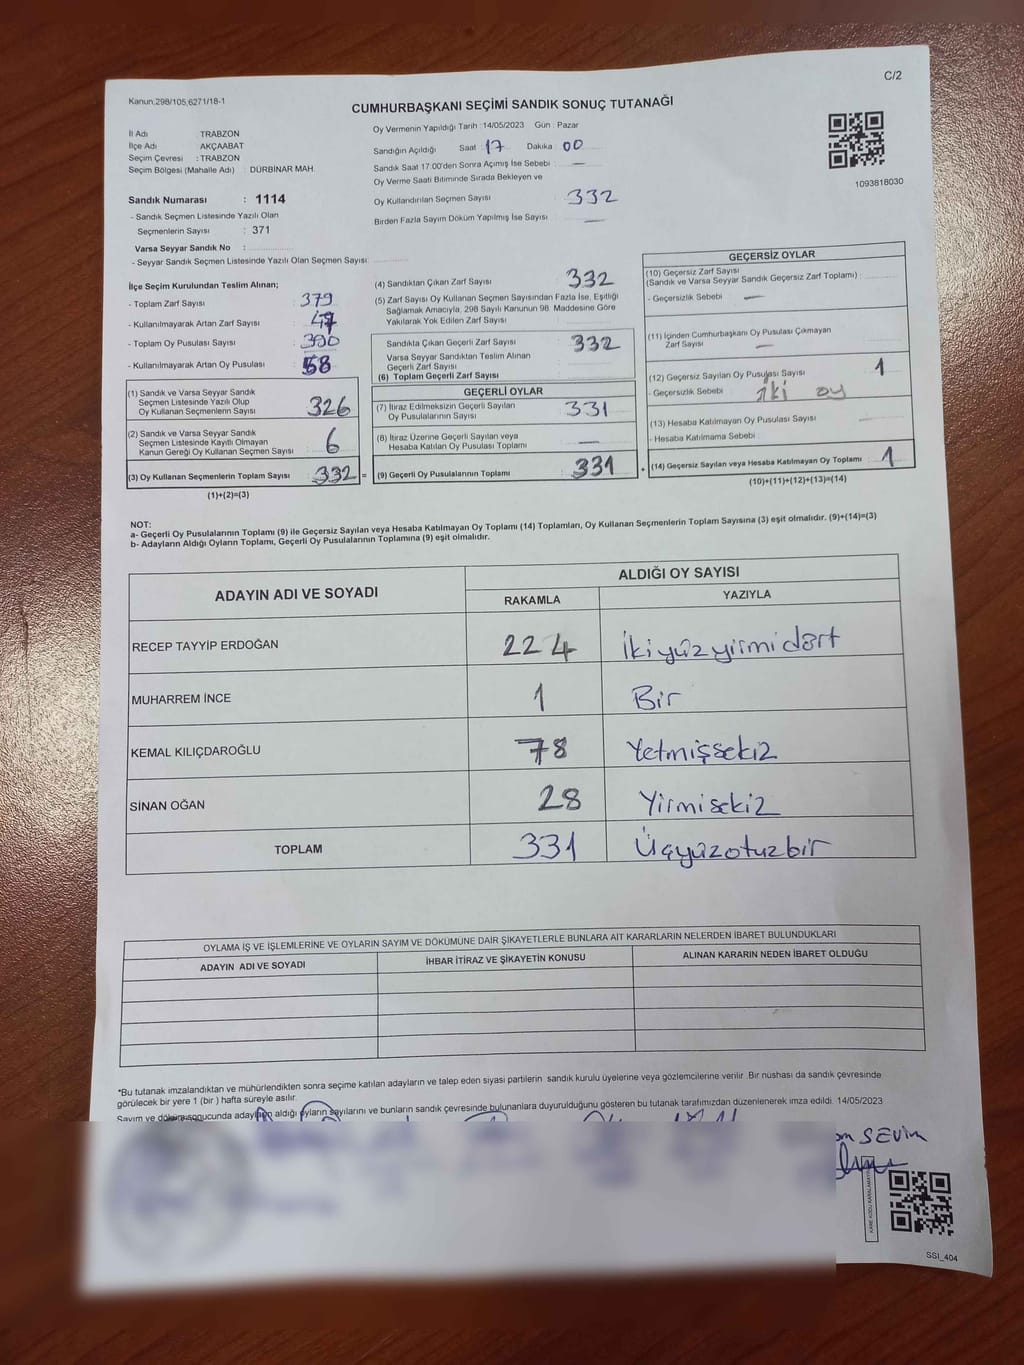 C/2
Kanun:298/105,6271/18-1
CUMHURBAŞKANI SEÇİMİ SANDIK SONUÇ TUTANAĞI
İl Adı TRABZON
İlçe Adı AKÇAABAT
Seçim Çevresi : TRABZON
Seçim Bölgesi (Mahalle Adı) : DÜRBİNAR MAH.
Oy Vermenin Yapıldığı Tarih :14/05/2023 Gün : Pazar
Sandığın Açıldığı Saat : 17 Dakika : 00
Sandık Saat 17:00'den Sonra Açımış İse Sebebi : —
Oy Verme Saati Bitiminde Sırada Bekleyen ve
Oy Kullandırılan Seçmen Sayısı 332
Birden Fazla Sayım Döküm Yapılmış İse Sayısı —
1093818030
Sandık Numarası : 1114
- Sandık Seçmen Listesinde Yazılı Olan
Seçmenlerin Sayısı : 371
Varsa Seyyar Sandık No :
- Seyyar Sandık Seçmen Listesinde Yazılı Olan Seçmen Sayısı:
İlçe Seçim Kurulundan Teslim Alınan;
- Toplam Zarf Sayısı : 379
- Kullanılmayarak Artan Zarf Sayısı : 47
- Toplam Oy Pusulası Sayısı : 390
- Kullanılmayarak Artan Oy Pusulası : 58
(1) Sandık ve Varsa Seyyar Sandık
Seçmen Listesinde Yazılı Olup
Oy Kullanan Seçmenlerin Sayısı 326
(2) Sandık ve Varsa Seyyar Sandık
Seçmen Listesinde Kayıtlı Olmayan
Kanun Gereği Oy Kullanan Seçmen Sayısı 6
(3) Oy Kullanan Seçmenlerin Toplam Sayısı 332 =
(1)+(2)=(3)
(4) Sandıktan Çıkan Zarf Sayısı 332
(5) Zarf Sayısı Oy Kullanan Seçmen Sayısından Fazla İse, Eşitliği
Sağlamak Amacıyla, 298 Sayılı Kanunun 98. Maddesine Göre
Yakılarak Yok Edilen Zarf Sayısı
Sandıkta Çıkan Geçerli Zarf Sayısı 332
Varsa Seyyar Sandıktan Teslim Alınan
Geçerli Zarf Sayısı
(6) Toplam Geçerli Zarf Sayısı
GEÇERLİ OYLAR
(7) İtiraz Edilmeksizin Geçerli Sayılan
Oy Pusulalarının Sayısı 331
(8) İtiraz Üzerine Geçerli Sayılan veya
Hesaba Katılan Oy Pusulası Toplamı —
(9) Geçerli Oy Pusulalarının Toplamı 331 +
GEÇERSİZ OYLAR
(10) Geçersiz Zarf Sayısı
(Sandık ve Varsa Seyyar Sandık Geçersiz Zarf Toplamı) :
- Geçersizlik Sebebi : —
(11) İçinden Cumhurbaşkanı Oy Pusulası Çıkmayan
Zarf Sayısı —
(12) Geçersiz Sayılan Oy Pusulası Sayısı 1
- Geçersizlik Sebebi : iki oy
(13) Hesaba Katılmayan Oy Pusulası Sayısı —
- Hesaba Katılmama Sebebi :
(14) Geçersiz Sayılan veya Hesaba Katılmayan Oy Toplamı 1
(10)+(11)+(12)+(13)=(14)
NOT:
a- Geçerli Oy Pusulalarının Toplamı (9) ile Geçersiz Sayılan veya Hesaba Katılmayan Oy Toplamı (14) Toplamları, Oy Kullanan Seçmenlerin Toplam Sayısına (3) eşit olmalıdır. (9)+(14)=(3)
b- Adayların Aldığı Oyların Toplamı, Geçerli Oy Pusulalarının Toplamına (9) eşit olmalıdır.
ADAYIN ADI VE SOYADI ALDIĞI OY SAYISI
RAKAMLA YAZIYLA
RECEP TAYYİP ERDOĞAN 224 İkiyüzyirmidört
MUHARREM İNCE 1 Bir
KEMAL KILIÇDAROĞLU 78 Yetmişsekiz
SİNAN OĞAN 28 Yirmisekiz
TOPLAM 331 Üçyüzotuzbir
OYLAMA İŞ VE İŞLEMLERİNE VE OYLARIN SAYIM VE DÖKÜMÜNE DAİR ŞİKAYETLERLE BUNLARA AİT KARARLARIN NELERDEN İBARET BULUNDUKLARI
ADAYIN ADI VE SOYADI İHBAR İTİRAZ VE ŞİKAYETİN KONUSU ALINAN KARARIN NEDEN İBARET OLDUĞU
*Bu tutanak imzalandıktan ve mühürlendikten sonra seçime katılan adayların ve talep eden siyasi partilerin sandık kurulu üyelerine veya gözlemcilerine verilir .Bir nüshası da sandık çevresinde
görülecek bir yere 1 (bir ) hafta süreyle asılır.
Sayım ve döküm sonucunda adayların aldığı oyların sayılarını ve bunların sandık çevresinde bulunanlara duyurulduğunu gösteren bu tutanak tarafımızdan düzenlenerek imza edildi. 14/05/2023
SEVİM
SSİ_404